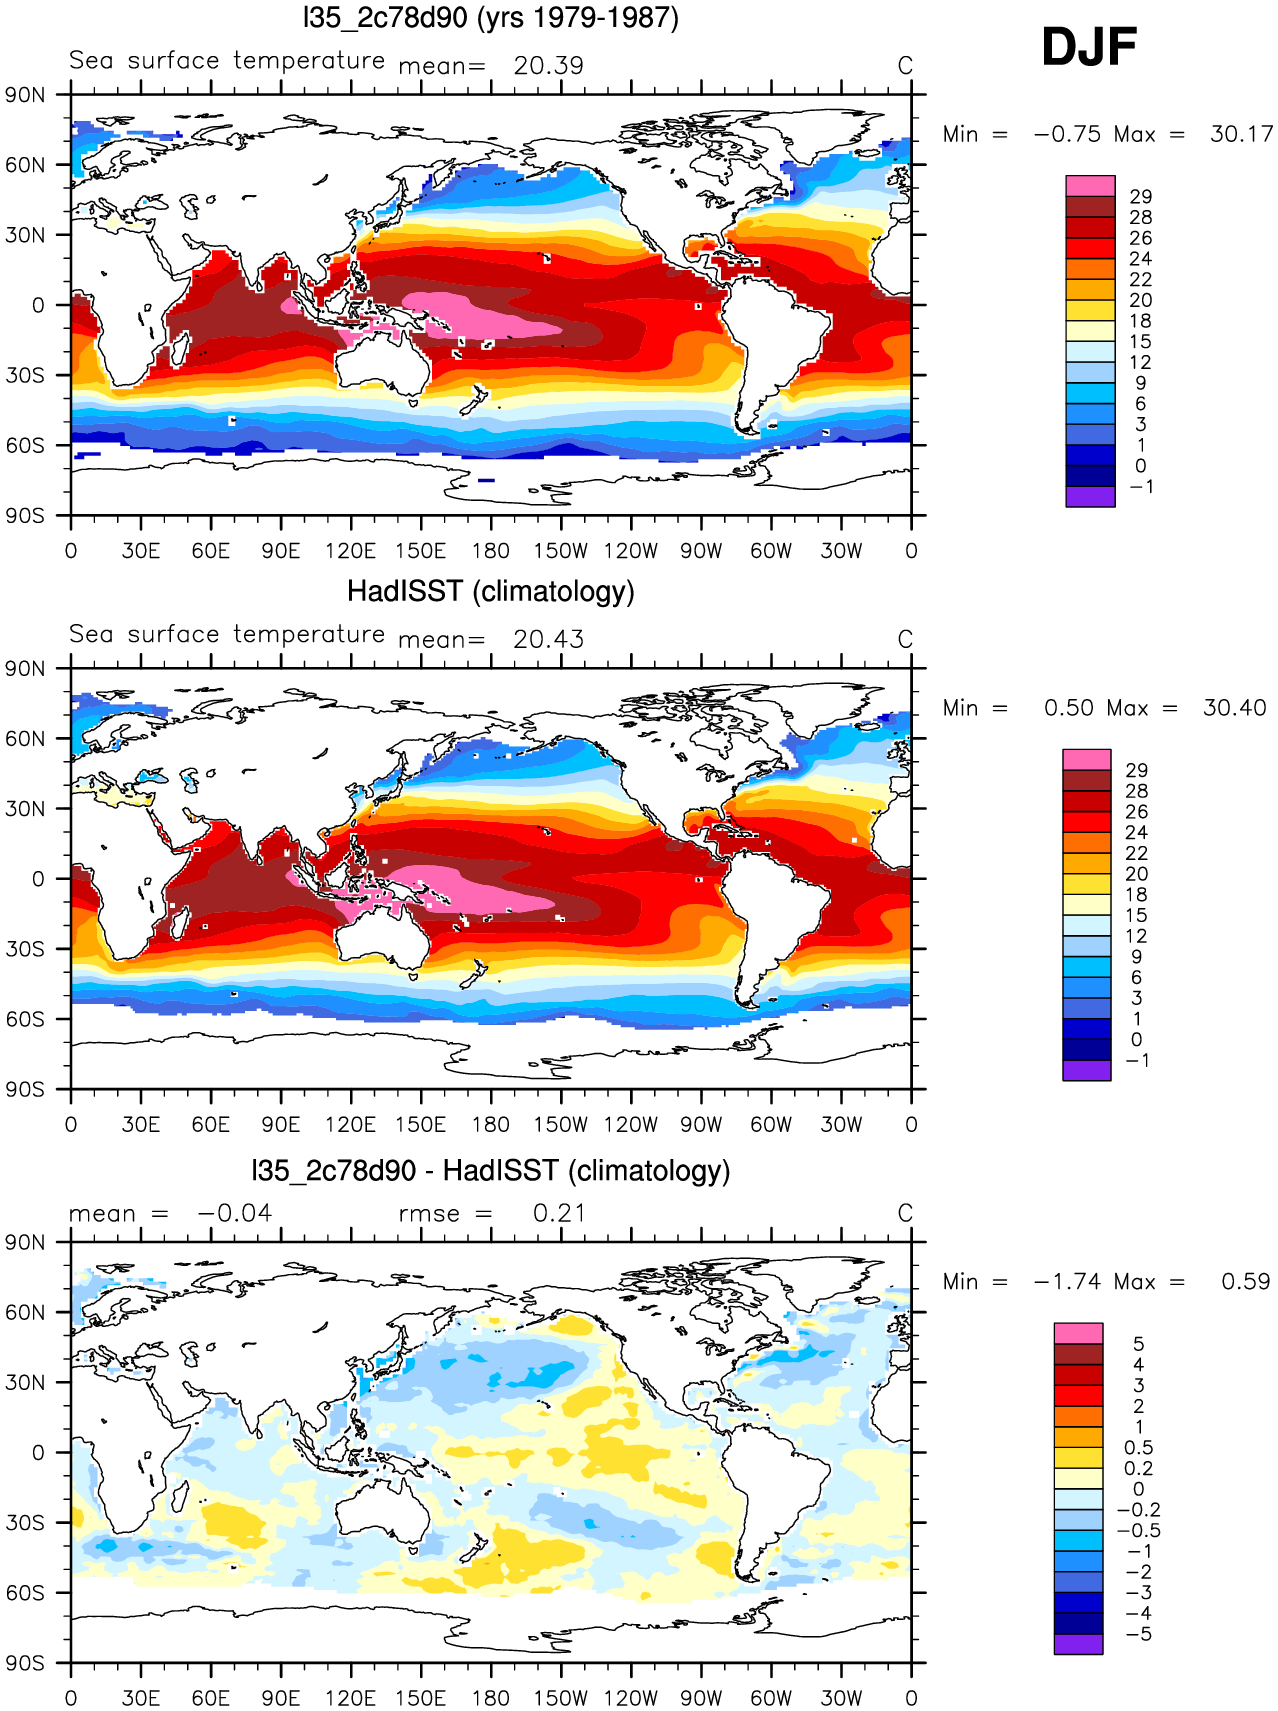 l35_2c78d90 (yrs 1979-1987)
DJF
Sea surface temperature mean= 20.39 C
Min = -0.75 Max = 30.17
90N
60N
30N
0
30S
60S
90S
0 30E 60E 90E 120E 150E 180 150W 120W 90W 60W 30W 0
29
28
26
24
22
20
18
15
12
9
6
3
1
0
-1
HadISST (climatology)
Sea surface temperature mean= 20.43 C
Min = 0.50 Max = 30.40
90N
60N
30N
0
30S
60S
90S
0 30E 60E 90E 120E 150E 180 150W 120W 90W 60W 30W 0
29
28
26
24
22
20
18
15
12
9
6
3
1
0
-1
l35_2c78d90 - HadISST (climatology)
mean = -0.04 rmse = 0.21 C
Min = -1.74 Max = 0.59
90N
60N
30N
0
30S
60S
90S
0 30E 60E 90E 120E 150E 180 150W 120W 90W 60W 30W 0
5
4
3
2
1
0.5
0.2
0
-0.2
-0.5
-1
-2
-3
-4
-5